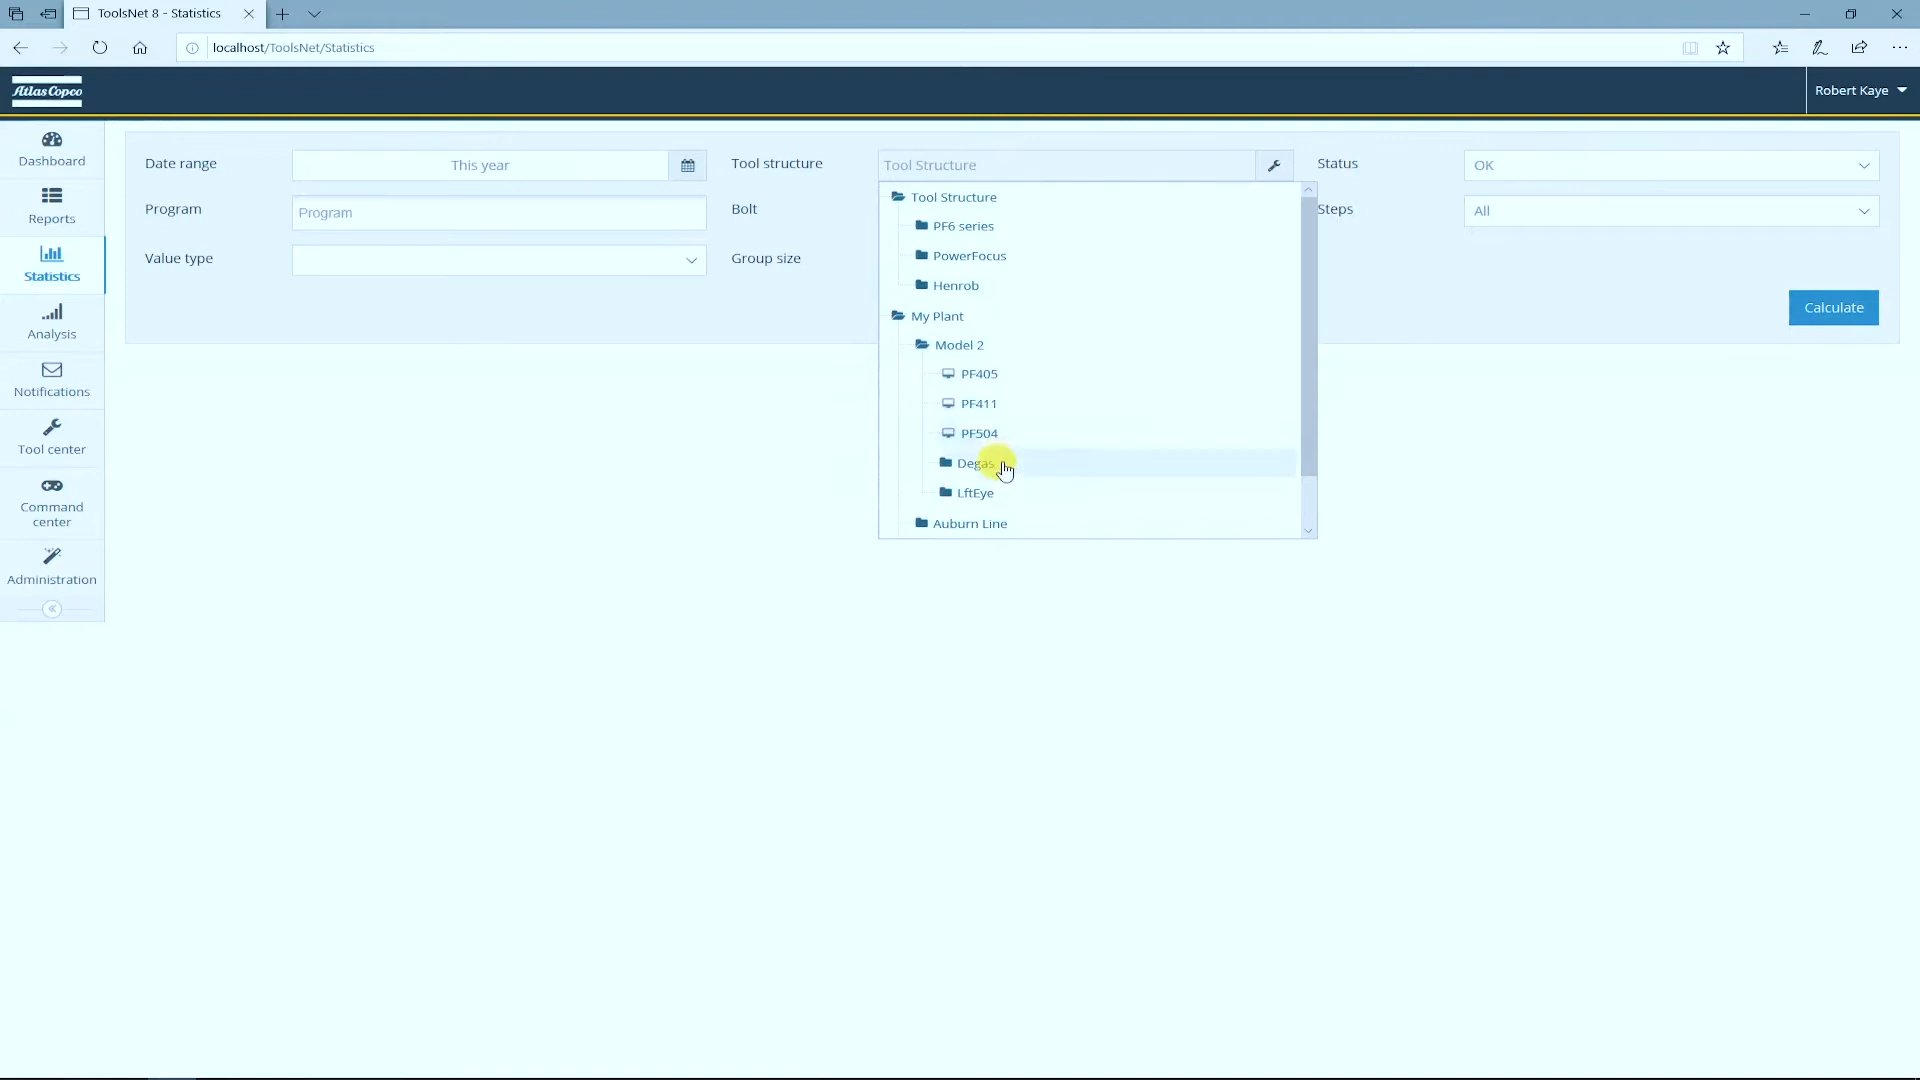 ToolsNet 8 - Statistics
localhost/ToolsNet/Statistics
Atlas Copco
Robert Kaye
Dashboard
Reports
Statistics
Analysis
Notifications
Tool center
Command
center
Administration
Date range
This year
Tool structure
Tool Structure
Status
OK
Program
Program
Bolt
Steps
All
Value type
Group size
Calculate
Tool Structure
PF6 series
PowerFocus
Henrob
My Plant
Model 2
PF405
PF411
PF504
Degas
LftEye
Auburn Line